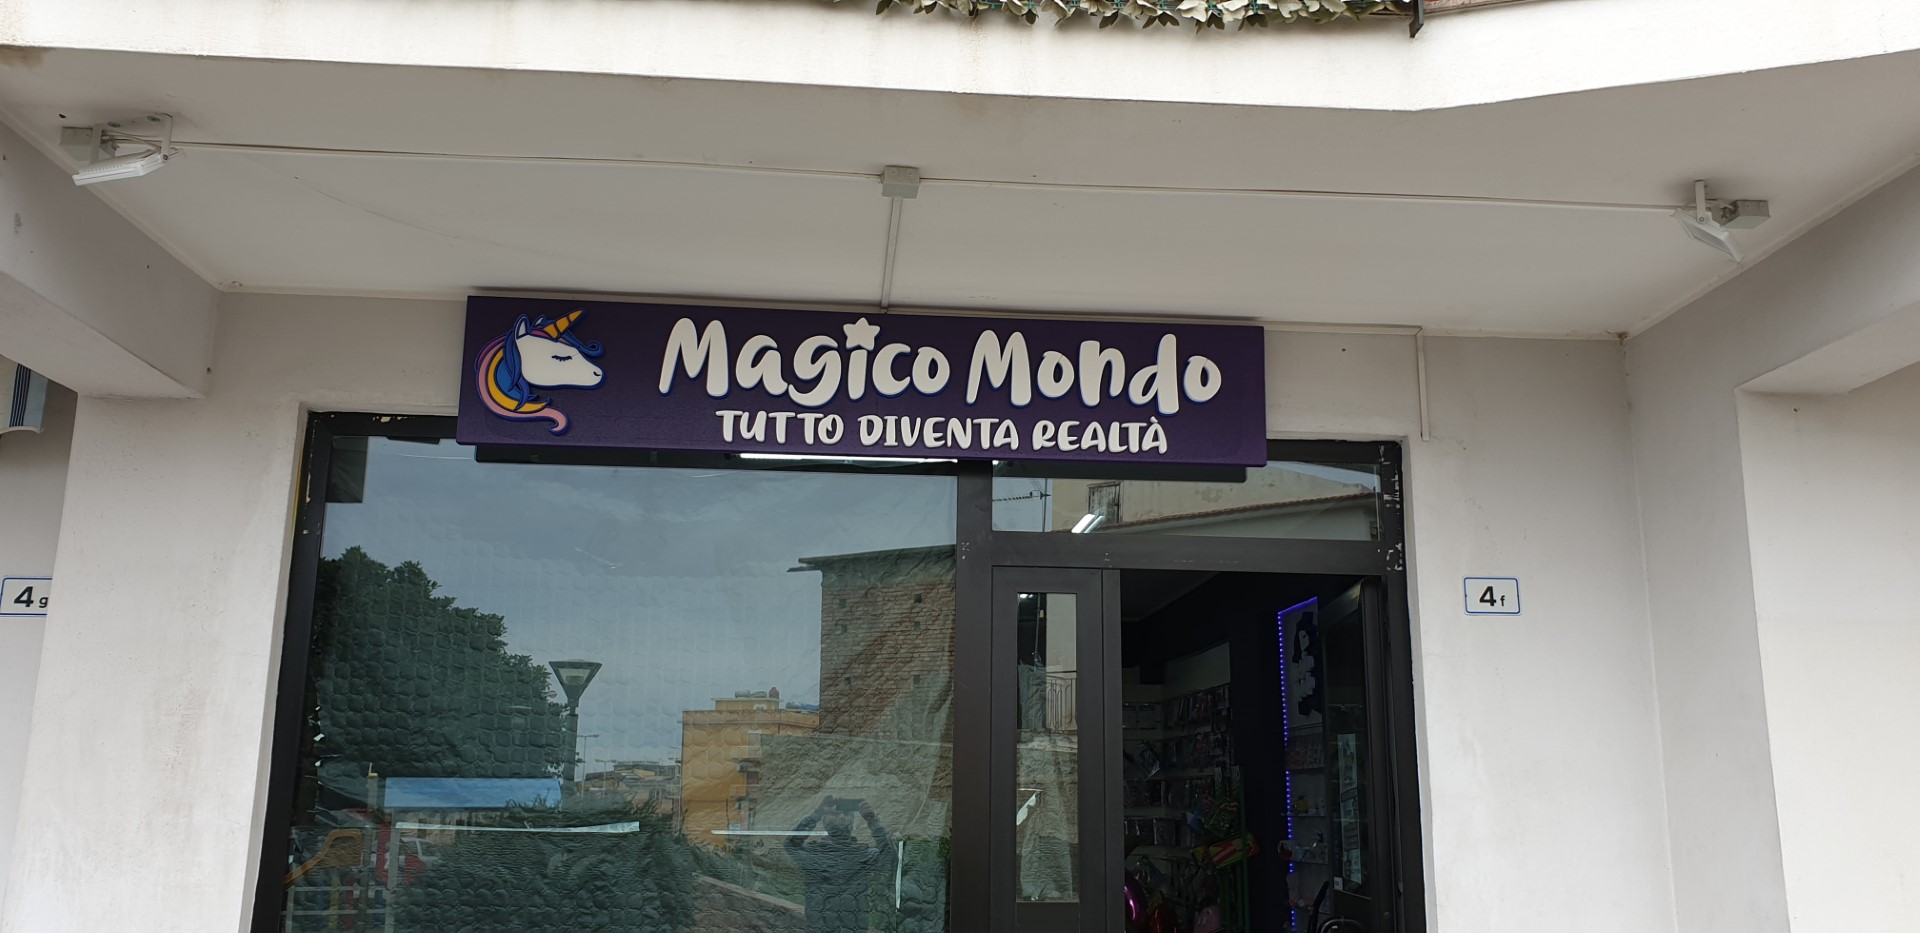 Magico Mondo
TUTTO DIVENTA REALTÀ
4g
4f